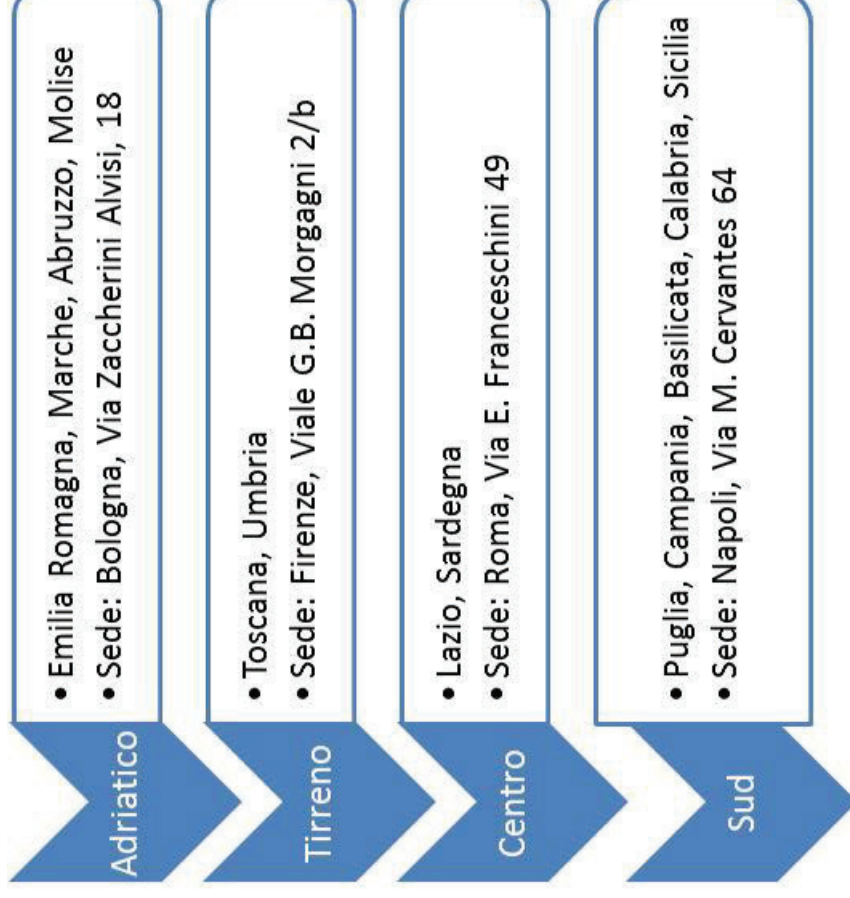 Adriatico
• Emilia Romagna, Marche, Abruzzo, Molise
• Sede: Bologna, Via Zaccherini Alvisi, 18
Tirreno
• Toscana, Umbria
• Sede: Firenze, Viale G.B. Morgagni 2/b
Centro
• Lazio, Sardegna
• Sede: Roma, Via E. Franceschini 49
Sud
• Puglia, Campania, Basilicata, Calabria, Sicilia
• Sede: Napoli, Via M. Cervantes 64